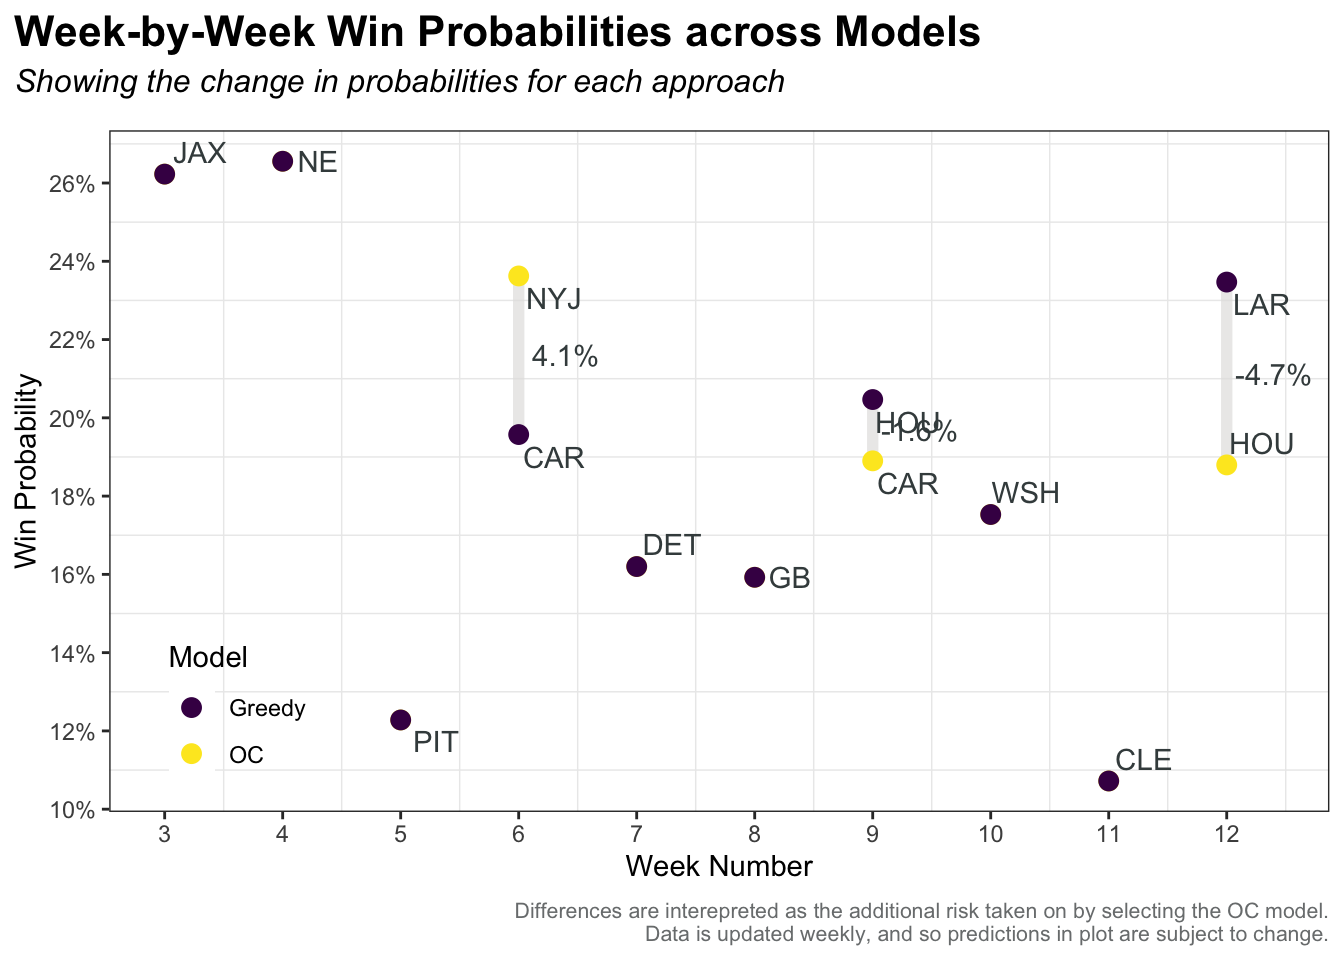 Week-by-Week Win Probabilities across Models
Showing the change in probabilities for each approach
Win Probability
26%
24%
22%
20%
18%
16%
14%
12%
10%
JAX
NE
NYJ
4.1%
CAR
LAR
-4.7%
HOU
HOU
-1.6%
CAR
WSH
DET
GB
PIT
CLE
Model
Greedy
OC
3 4 5 6 7 8 9 10 11 12
Week Number
Differences are interepreted as the additional risk taken on by selecting the OC model.
Data is updated weekly, and so predictions in plot are subject to change.